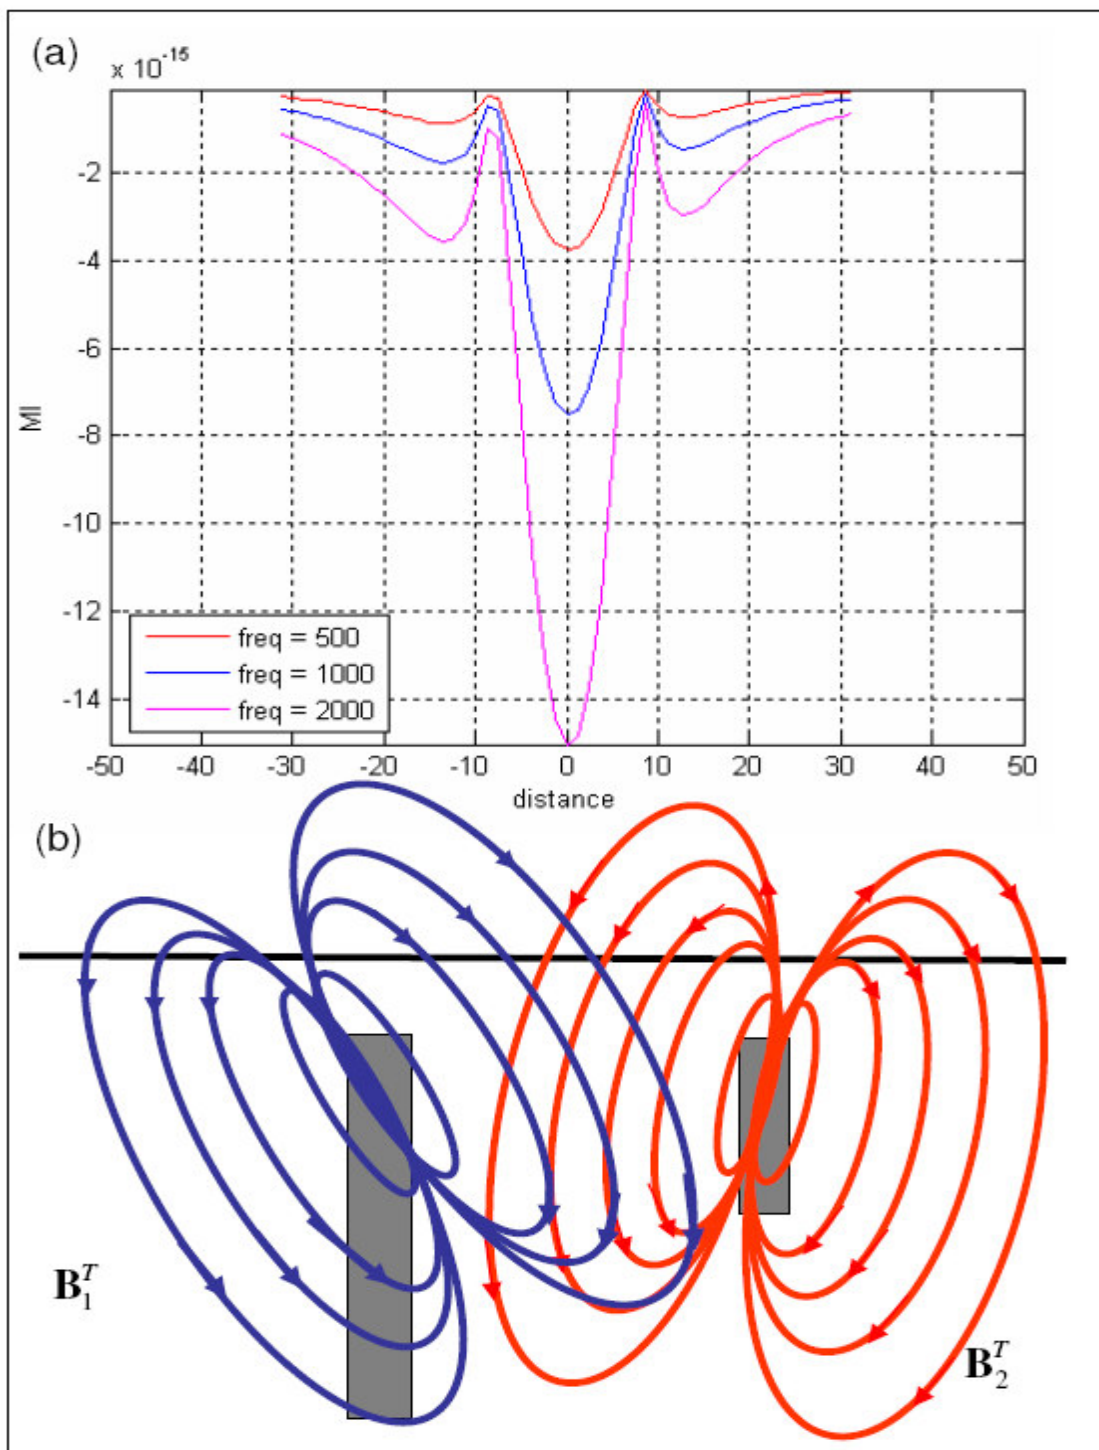 (a)
x 10^-15
-2
-4
-6
-8
-10
-12
-14
MI
freq = 500
freq = 1000
freq = 2000
-50 -40 -30 -20 -10 0 10 20 30 40 50
distance
(b)
B_1^T
B_2^T